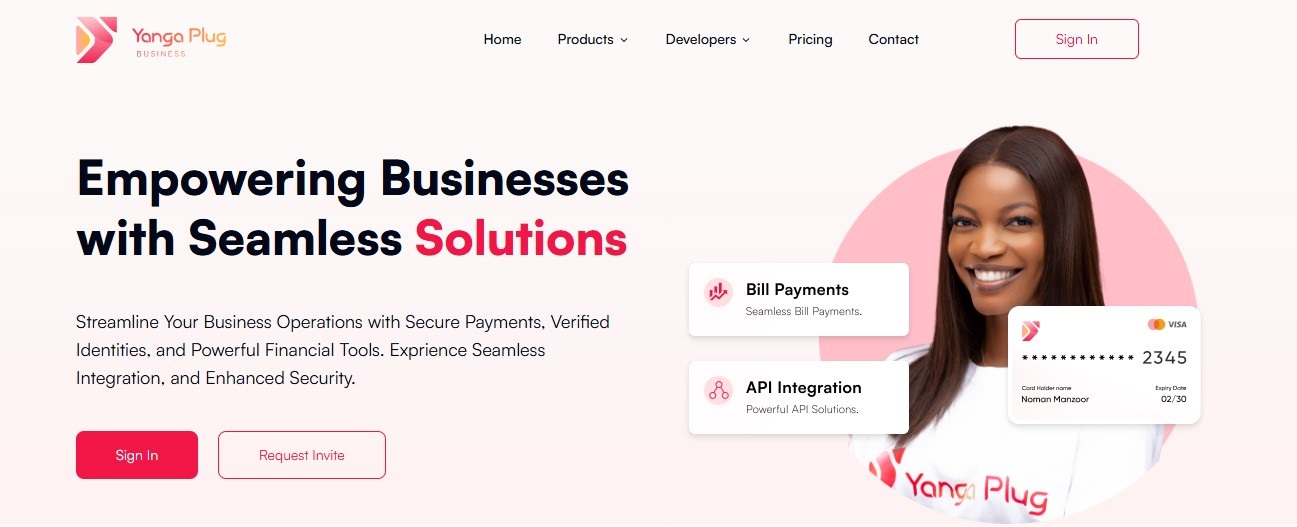 Yanga Plug
BUSINESS.
Home Products Developers Pricing Contact Sign In
Empowering Businesses
with Seamless Solutions
Streamline Your Business Operations with Secure Payments, Verified
Identities, and Powerful Financial Tools. Exprience Seamless
Integration, and Enhanced Security.
Sign In Request Invite
Bill Payments
Seamless Bill Payments.
API Integration
Powerful API Solutions.
VISA
************ 2345
Card Holder name Expiry Date
Noman Manzoor 02/30
Yanga Plug